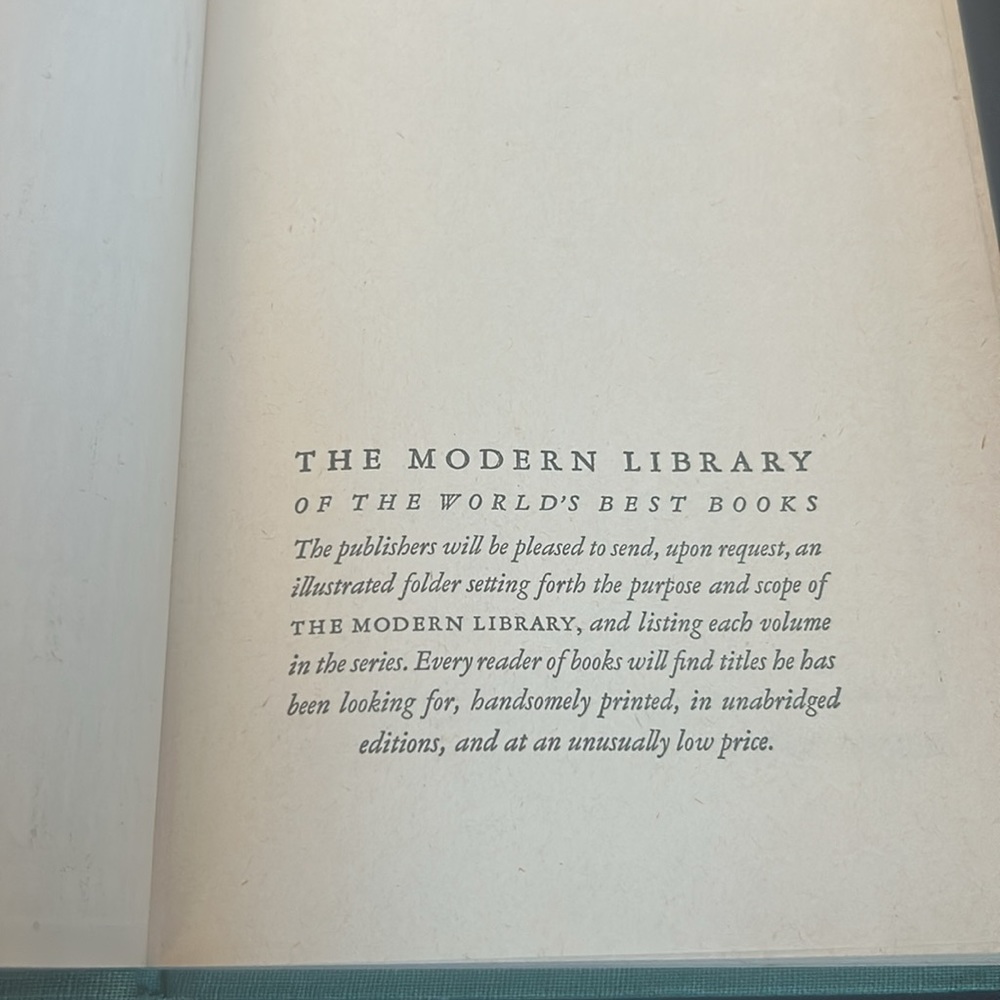 THE MODERN LIBRARY
OF THE WORLD'S BEST BOOKS
The publishers will be pleased to send, upon request, an
illustrated folder setting forth the purpose and scope of
THE MODERN LIBRARY, and listing each volume
in the series. Every reader of books will find titles he has
been looking for, handsomely printed, in unabridged
editions, and at an unusually low price.